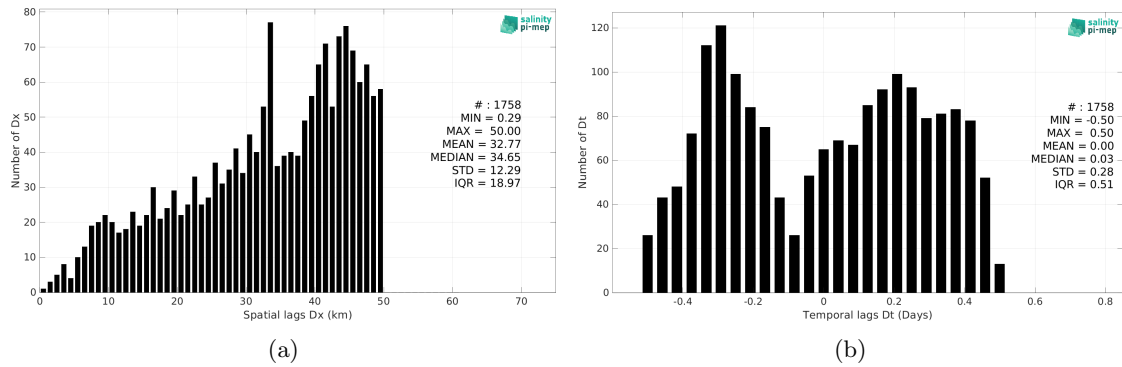 80
70
60
50
40
30
20
10
0
Number of Dx
0 10 20 30 40 50 60 70
Spatial lags Dx (km)
salinity
pi-mep
# : 1758
MIN = 0.29
MAX = 50.00
MEAN = 32.77
MEDIAN = 34.65
STD = 12.29
IQR = 18.97
(a)
120
100
80
60
40
20
0
Number of Dt
-0.4 -0.2 0 0.2 0.4 0.6 0.8
Temporal lags Dt (Days)
salinity
pi-mep
# : 1758
MIN = -0.50
MAX = 0.50
MEAN = 0.00
MEDIAN = 0.03
STD = 0.28
IQR = 0.51
(b)